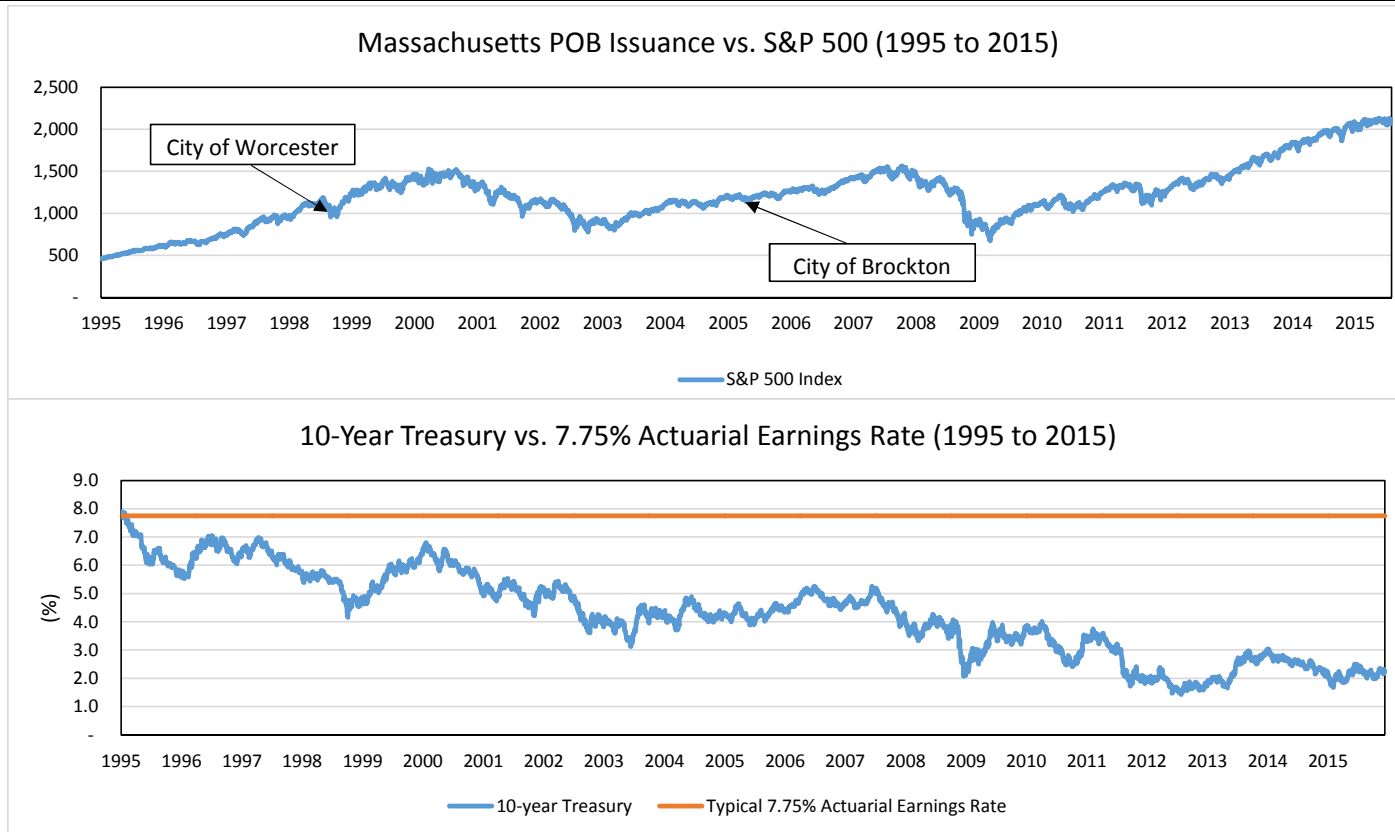 Massachusetts POB Issuance vs. S&P 500 (1995 to 2015)
2,500
2,000
1,500
1,000
500
-
City of Worcester
City of Brockton
1995 1996 1997 1998 1999 2000 2001 2002 2003 2004 2005 2006 2007 2008 2009 2010 2011 2012 2013 2014 2015
S&P 500 Index
10-Year Treasury vs. 7.75% Actuarial Earnings Rate (1995 to 2015)
(%)
9.0
8.0
7.0
6.0
5.0
4.0
3.0
2.0
1.0
-
1995 1996 1997 1998 1999 2000 2001 2002 2003 2004 2005 2006 2007 2008 2009 2010 2011 2012 2013 2014 2015
10-year Treasury Typical 7.75% Actuarial Earnings Rate